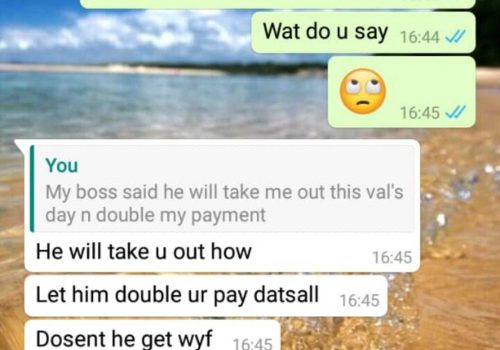 Wat do u say 16:44
16:45
You
My boss said he will take me out this val's
day n double my payment
He will take u out how
16:45
Let him double ur pay datsall 16:45
Dosent he get wyf 16:45